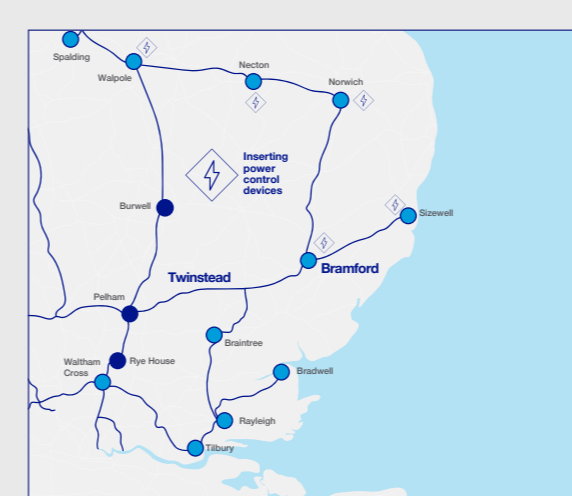 Spalding
Walpole
Necton
Norwich
Inserting
power
control
devices
Burwell
Sizewell
Twinstead
Bramford
Pelham
Braintree
Waltham
Cross
Rye House
Bradwell
Rayleigh
Tilbury